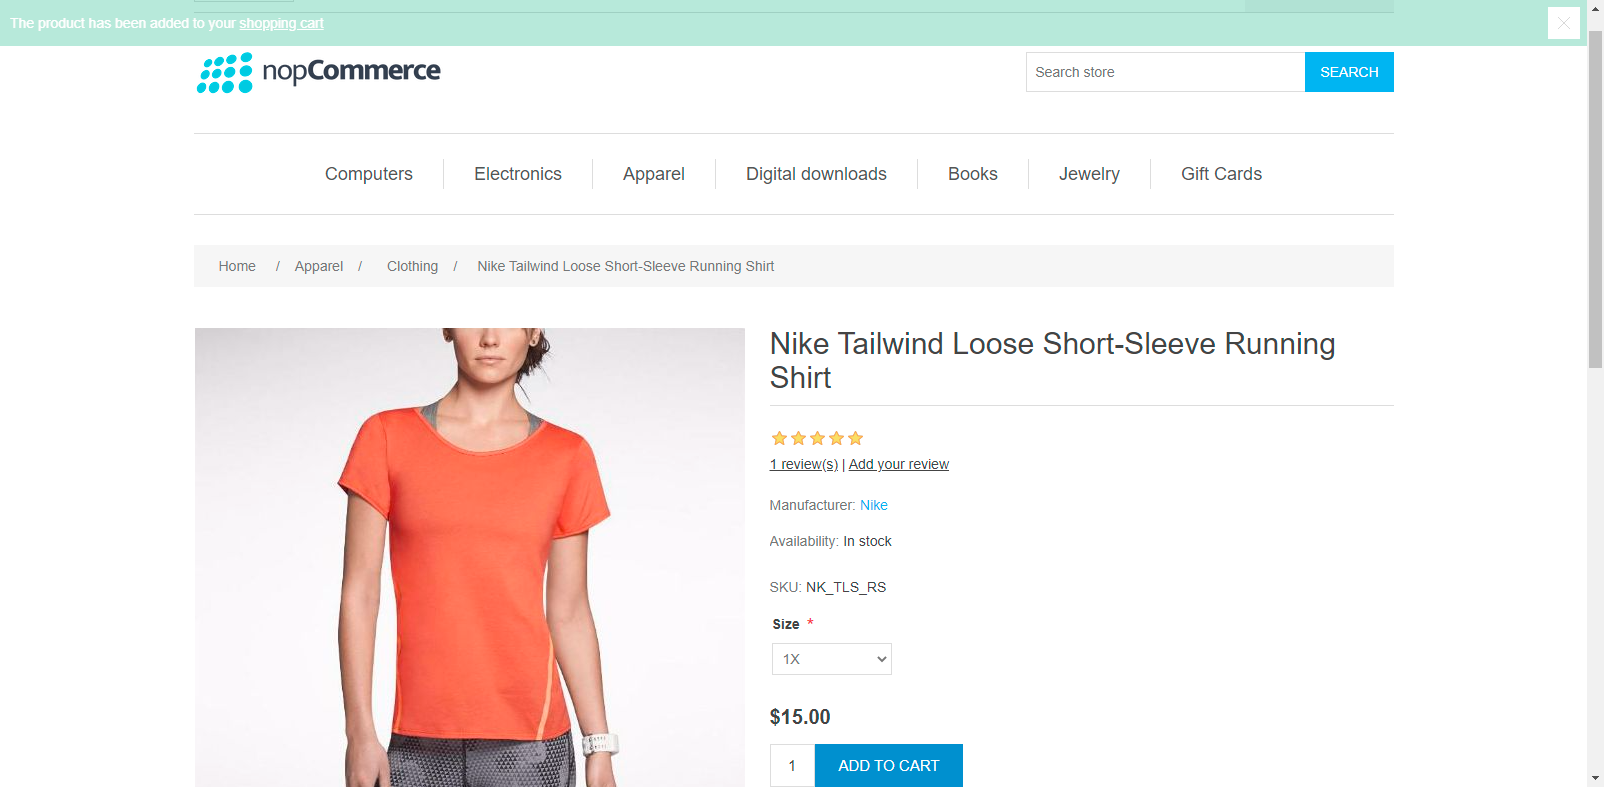 The product has been added to your shopping cart
nopCommerce
Search store
SEARCH
Computers
Electronics
Apparel
Digital downloads
Books
Jewelry
Gift Cards
Home / Apparel / Clothing / Nike Tailwind Loose Short-Sleeve Running Shirt
Nike Tailwind Loose Short-Sleeve Running
Shirt
1 review(s) | Add your review
Manufacturer: Nike
Availability: In stock
SKU: NK_TLS_RS
Size *
1X
$15.00
1
ADD TO CART